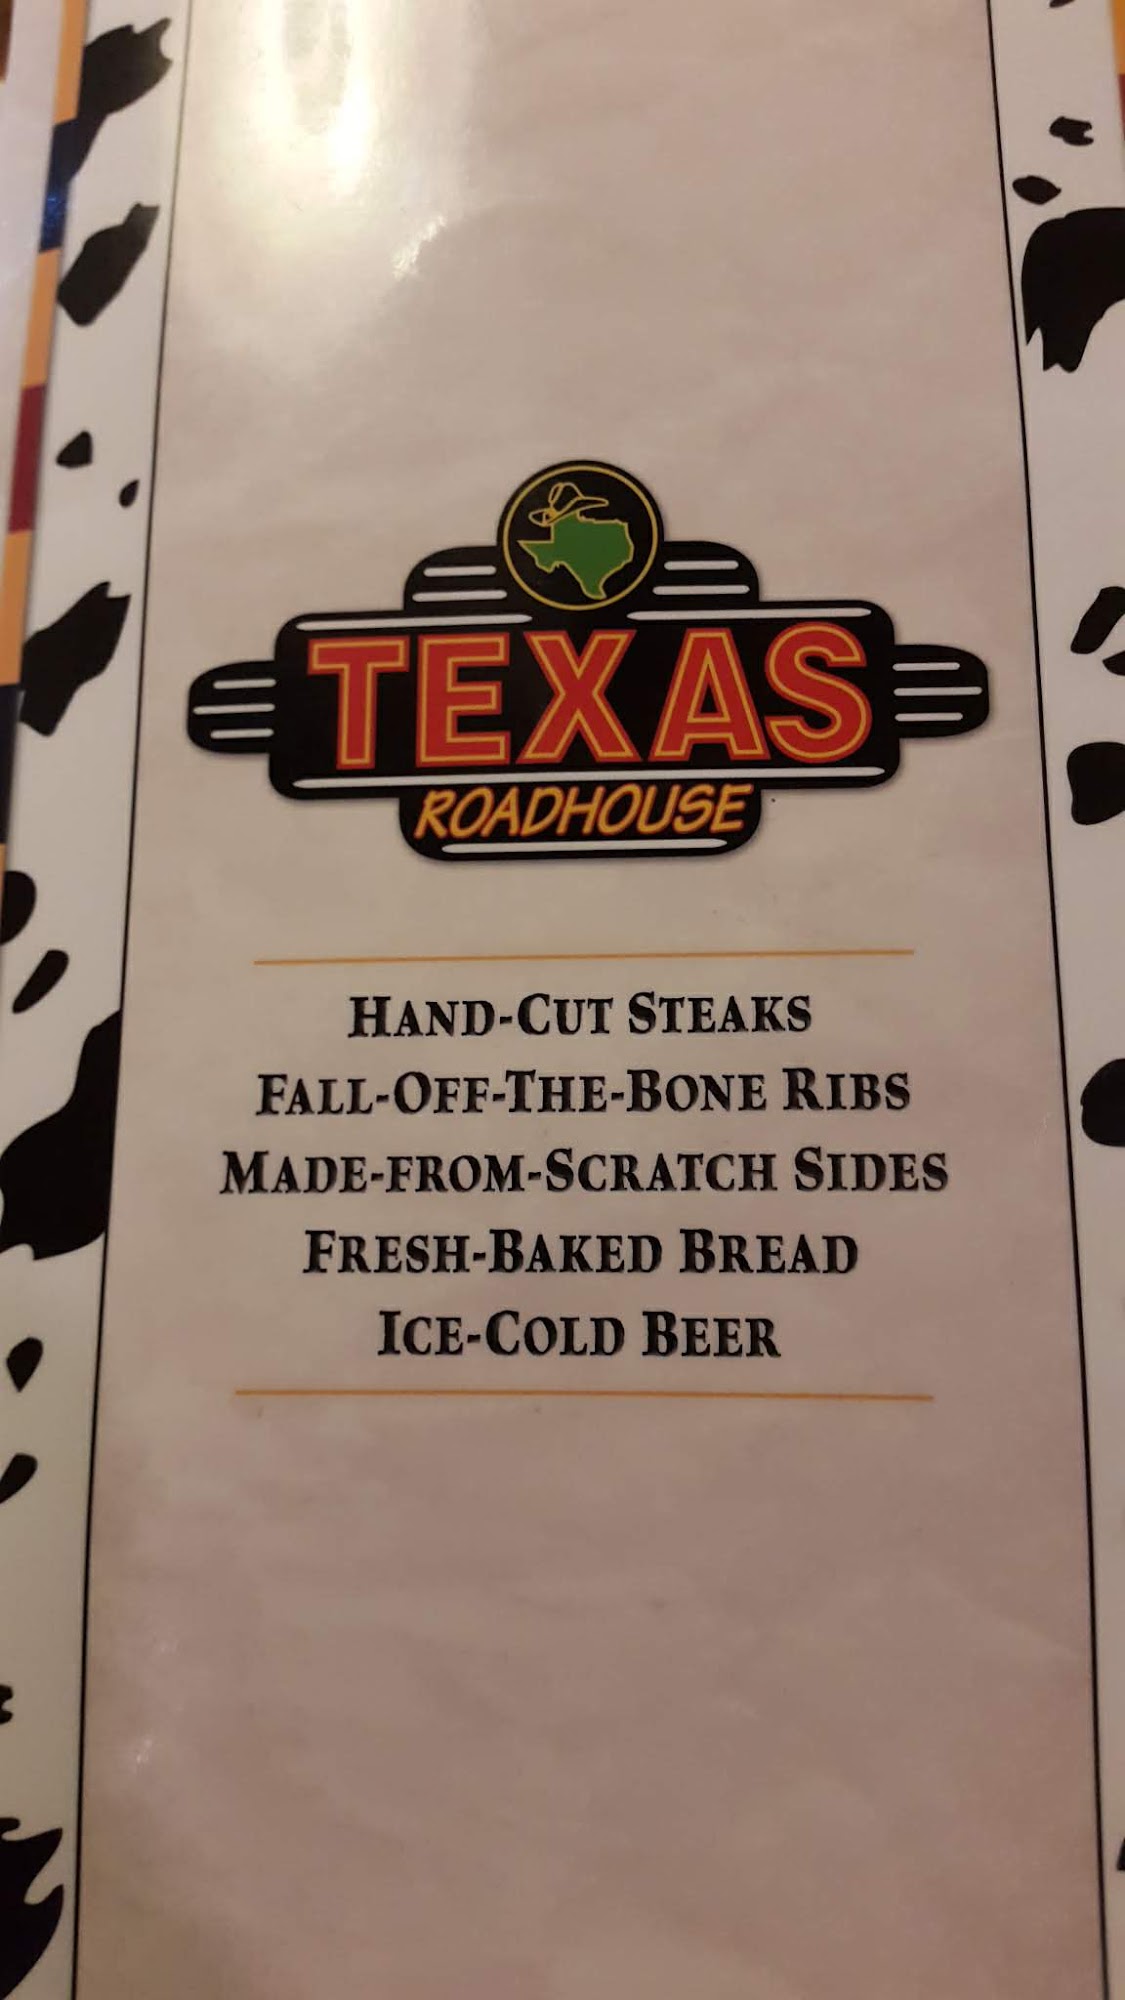 TEXAS
ROADHOUSE
HAND-CUT STEAKS
FALL-OFF-THE-BONE RIBS
MADE-FROM-SCRATCH SIDES
FRESH-BAKED BREAD
ICE-COLD BEER